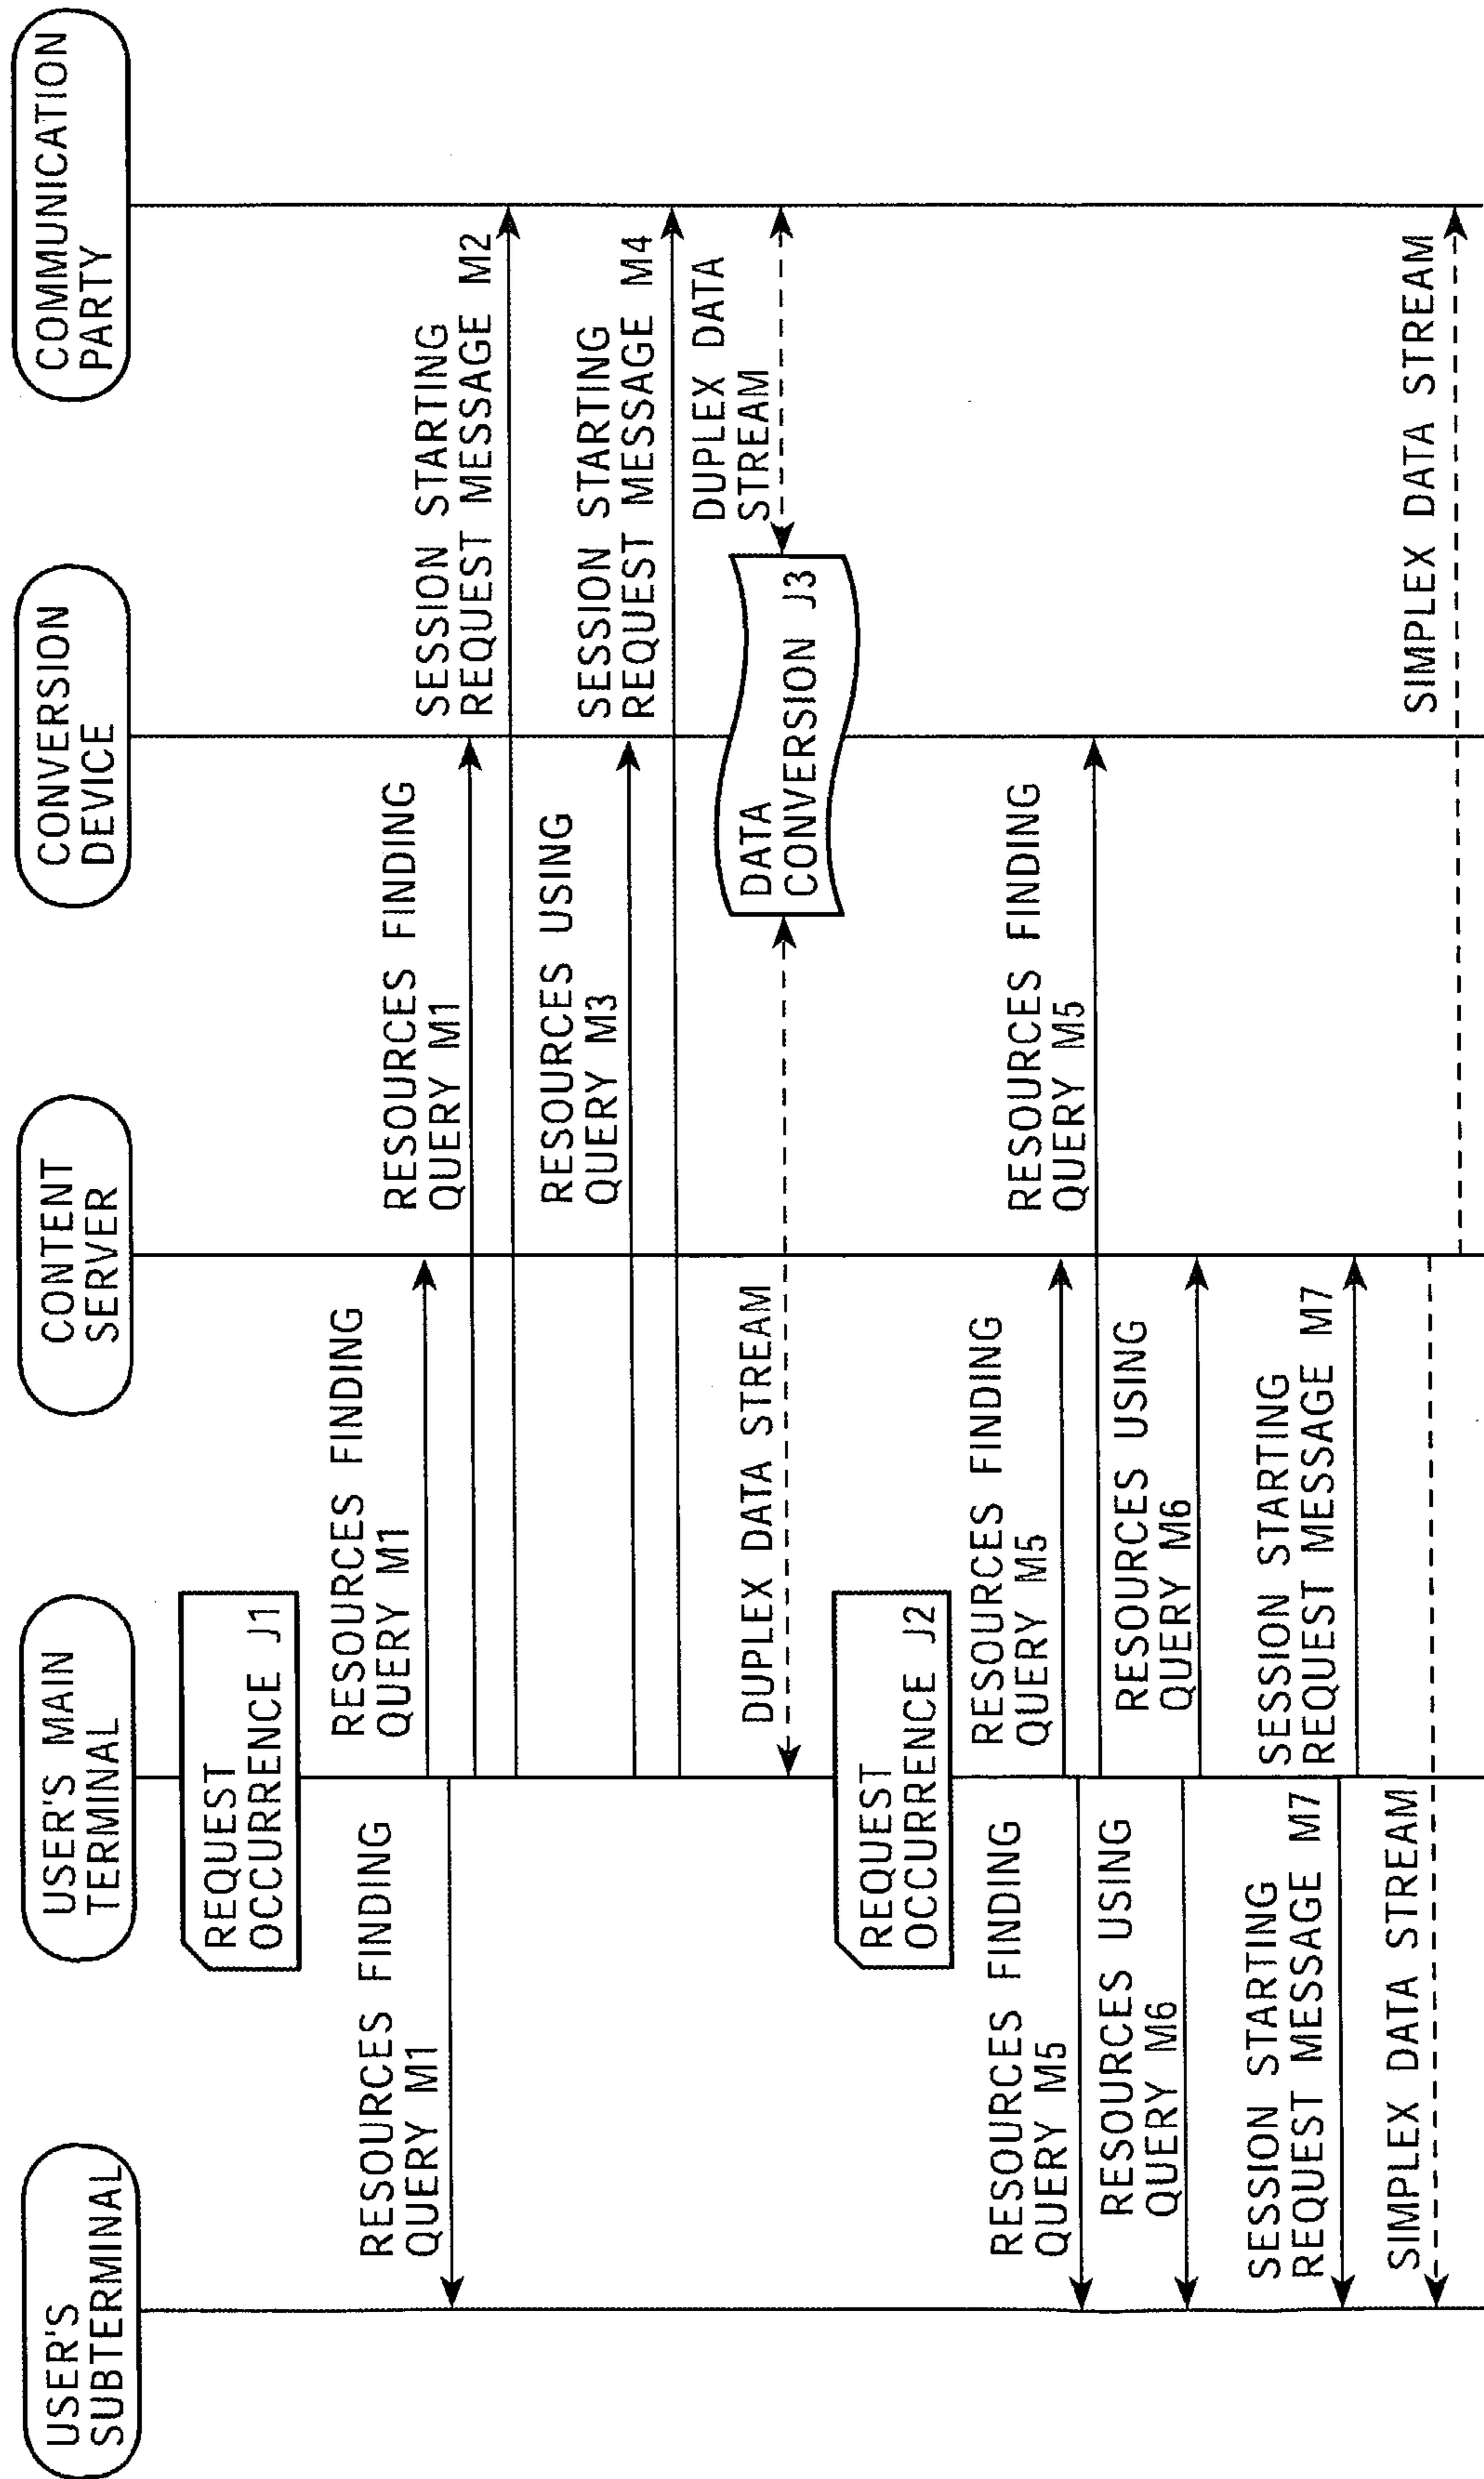 USER'S
SUBTERMINAL
USER'S MAIN
TERMINAL
CONTENT
SERVER
CONVERSION
DEVICE
COMMUNICATION
PARTY
REQUEST
OCCURRENCE J1
RESOURCES FINDING
QUERY M1
RESOURCES FINDING
QUERY M1
RESOURCES FINDING
QUERY M1
SESSION STARTING
REQUEST MESSAGE M2
RESOURCES USING
QUERY M3
SESSION STARTING
REQUEST MESSAGE M4
DUPLEX DATA STREAM
DATA
CONVERSION J3
DUPLEX DATA
STREAM
REQUEST
OCCURRENCE J2
RESOURCES FINDING
QUERY M5
RESOURCES FINDING
QUERY M5
RESOURCES FINDING
QUERY M5
RESOURCES USING
QUERY M6
RESOURCES USING
QUERY M6
SESSION STARTING
REQUEST MESSAGE M7
SESSION STARTING
REQUEST MESSAGE M7
SIMPLEX DATA STREAM
SIMPLEX DATA STREAM